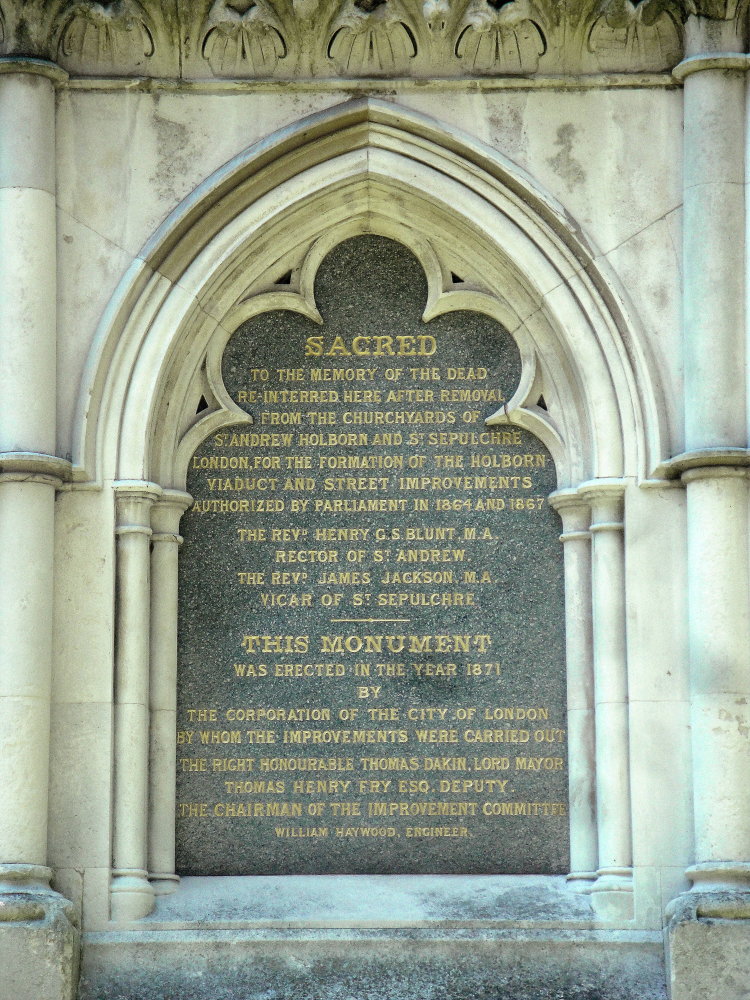 SACRED
TO THE MEMORY OF THE DEAD
RE-INTERRED HERE AFTER REMOVAL
FROM THE CHURCHYARDS OF
ST ANDREW HOLBORN AND ST SEPULCHRE
LONDON, FOR THE FORMATION OF THE HOLBORN
VIADUCT AND STREET IMPROVEMENTS
AUTHORIZED BY PARLIAMENT IN 1864 AND 1867
THE REVD HENRY G.S. BLUNT, M.A.
RECTOR OF ST ANDREW
THE REVD JAMES JACKSON, M.A.
VICAR OF ST SEPULCHRE
THIS MONUMENT
WAS ERECTED IN THE YEAR 1871
BY
THE CORPORATION OF THE CITY OF LONDON
BY WHOM THE IMPROVEMENTS WERE CARRIED OUT
THE RIGHT HONOURABLE THOMAS DAKIN, LORD MAYOR
THOMAS HENRY FRY ESQ. DEPUTY.
THE CHAIRMAN OF THE IMPROVEMENT COMMITTEE
WILLIAM HAYWOOD, ENGINEER.